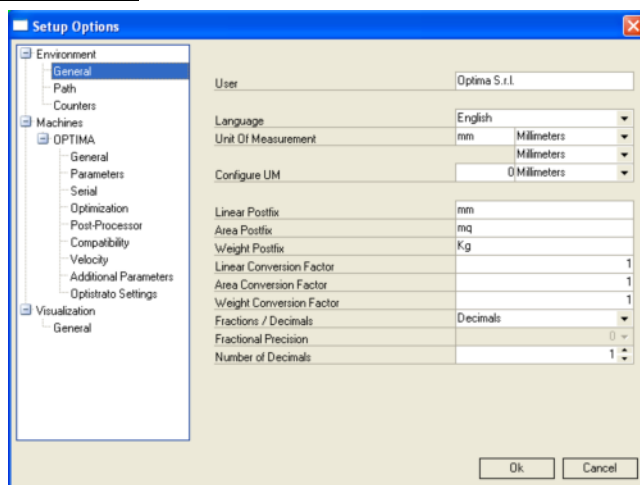 Setup Options
Environment
General
Path
Counters
Machines
OPTIMA
General
Parameters
Serial
Optimization
Post-Processor
Compatibility
Velocity
Additional Parameters
Optistrato Settings
Visualization
General
User Optima S.r.l.
Language English
Unit Of Measurement mm Millimeters
Millimeters
Configure UM 0 Millimeters
Linear Postfix mm
Area Postfix mq
Weight Postfix Kg
Linear Conversion Factor 1
Area Conversion Factor 1
Weight Conversion Factor 1
Fractions / Decimals Decimals
Fractional Precision 0
Number of Decimals 1
Ok Cancel